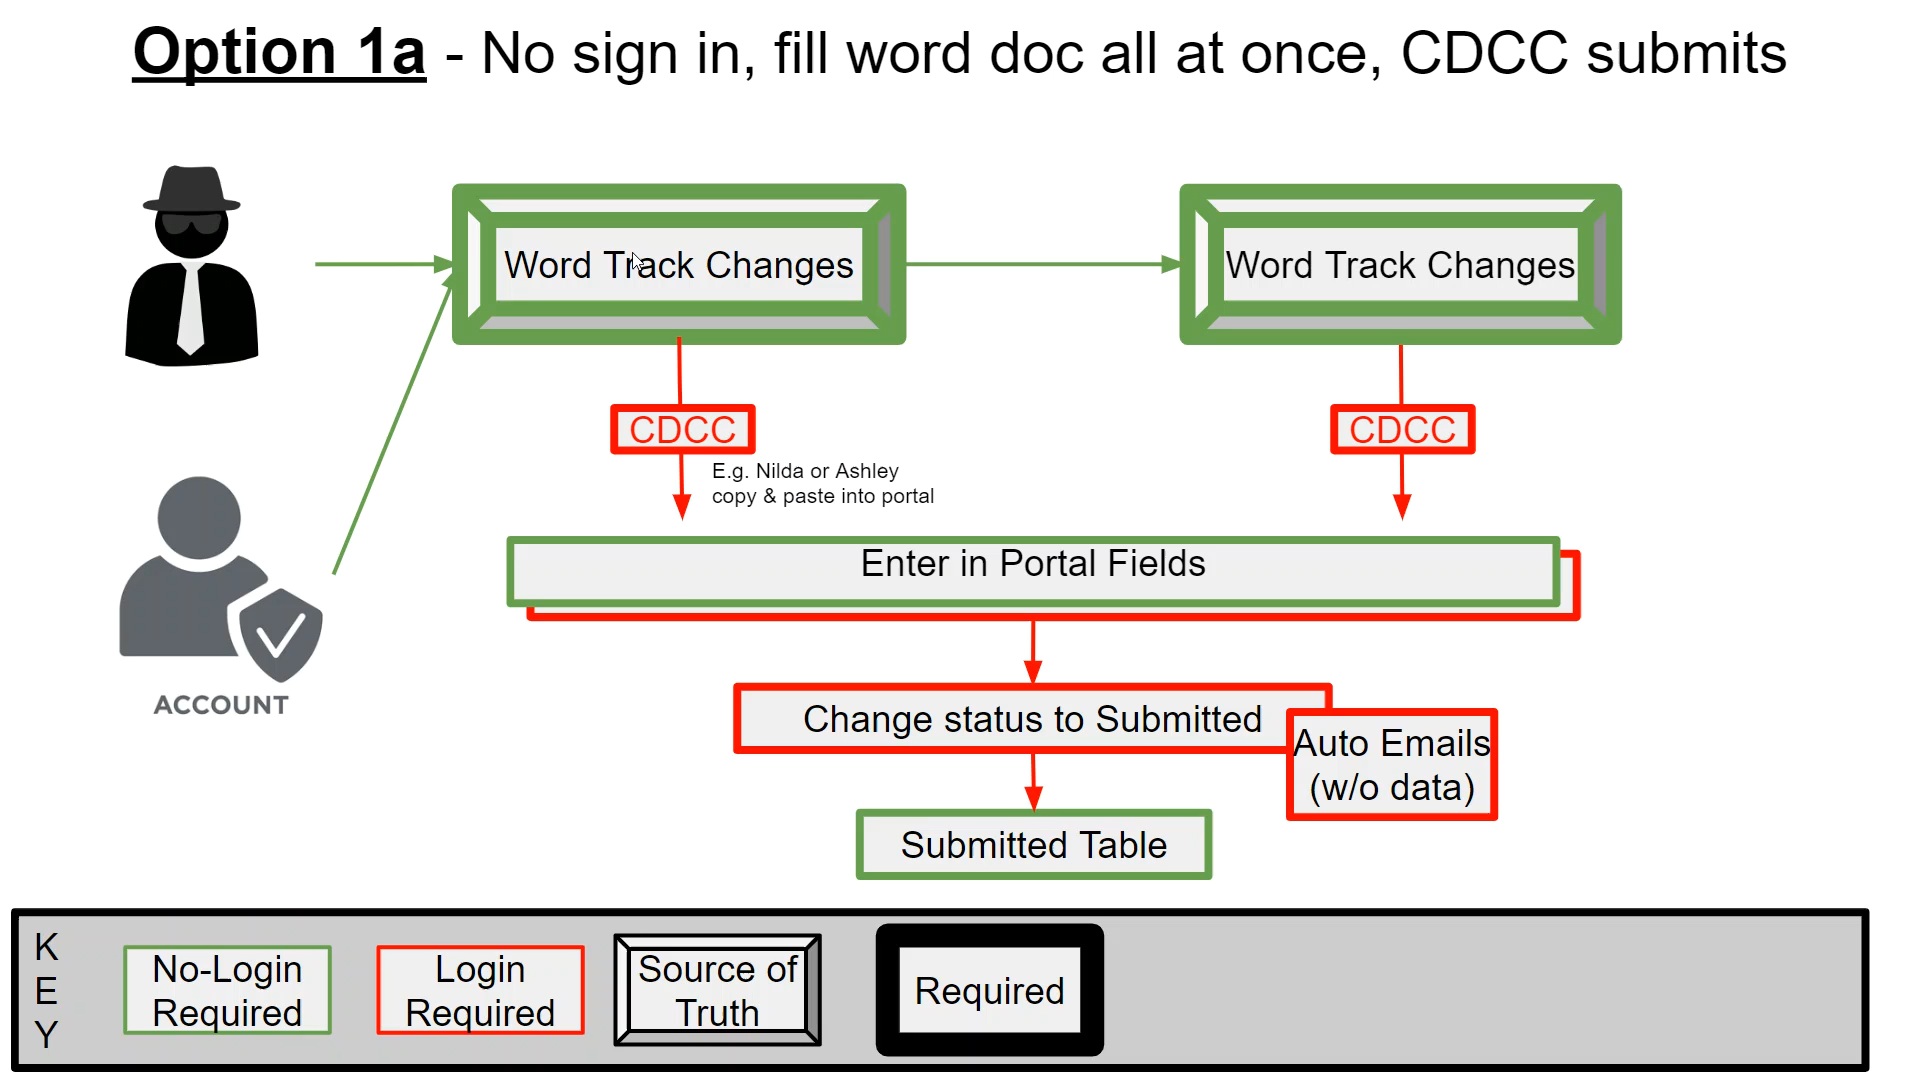 Option 1a - No sign in, fill word doc all at once, CDCC submits
Word Track Changes
Word Track Changes
CDCC
CDCC
E.g. Nilda or Ashley
copy & paste into portal
Enter in Portal Fields
ACCOUNT
Change status to Submitted
Auto Emails
(w/o data)
Submitted Table
K
E
Y
No-Login
Required
Login
Required
Source of
Truth
Required